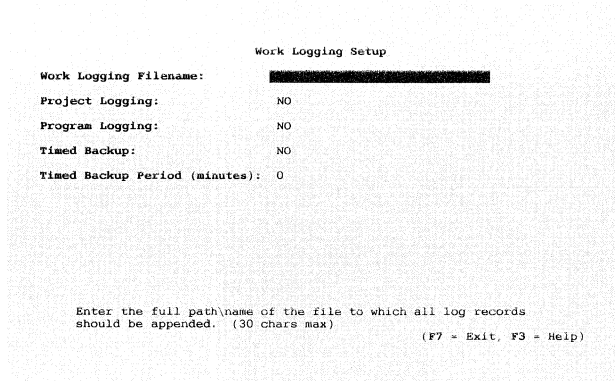 Work Logging Setup
Work Logging Filename:
Project Logging: NO
Program Logging: NO
Timed Backup: NO
Timed Backup Period (minutes): 0
Enter the full path\name of the file to which all log records
should be appended. (30 chars max)
(F7 = Exit, F3 = Help)